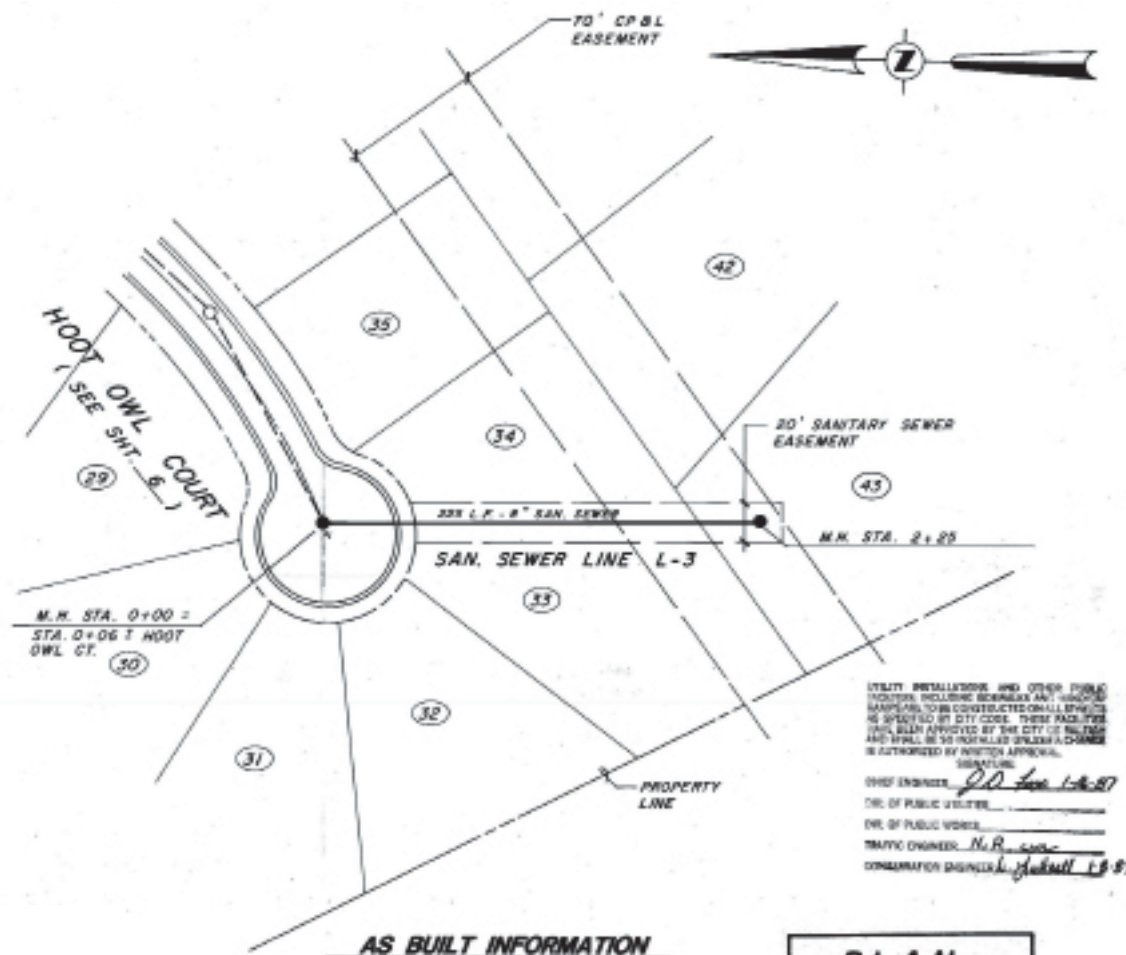 70' CP&L
EASEMENT
Z
42
35
HOOT OWL COURT
( SEE SHT. 6 )
34
20' SANITARY SEWER
EASEMENT
29
43
225 L.F. - 8" SAN. SEWER
M.H. STA. 2+25
SAN. SEWER LINE L-3
33
M.H. STA. 0+00 =
STA. 0+06 ± HOOT
OWL CT.
30
32
31
PROPERTY
LINE
UTILITY INSTALLATIONS AND OTHER PUBLIC
FACILITIES, INCLUDING SIDEWALKS AND
TO BE CONSTRUCTED ON ALL STREETS
AS SPECIFIED BY CITY CODE. THESE FACILITIES
HAVE BEEN APPROVED BY THE CITY OF
AND SHALL BE SO INSTALLED UNLESS A CHANGE
IS AUTHORIZED BY WRITTEN APPROVAL.
SIGNATURE
CHIEF ENGINEER
DIR. OF PUBLIC UTILITIES
DIR. OF PUBLIC WORKS
TRAFFIC ENGINEER N.R.
CONSERVATION ENGINEER
AS BUILT INFORMATION